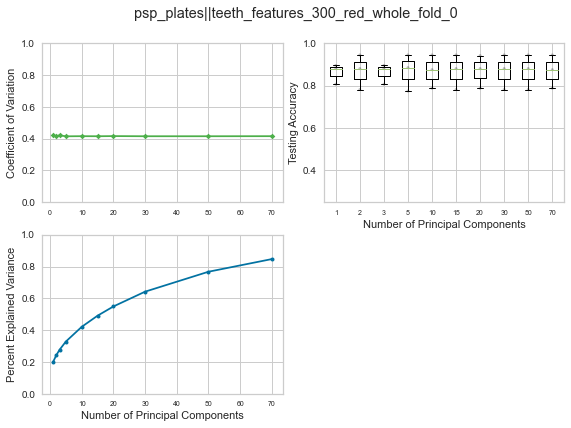 psp_plates||teeth_features_300_red_whole_fold_0
Coefficient of Variation
1.0
0.8
0.6
0.4
0.2
0.0
0 10 20 30 40 50 60 70
Testing Accuracy
1.0
0.8
0.6
0.4
1 2 3 5 10 15 20 30 50 70
Number of Principal Components
Percent Explained Variance
1.0
0.8
0.6
0.4
0.2
0.0
0 10 20 30 40 50 60 70
Number of Principal Components